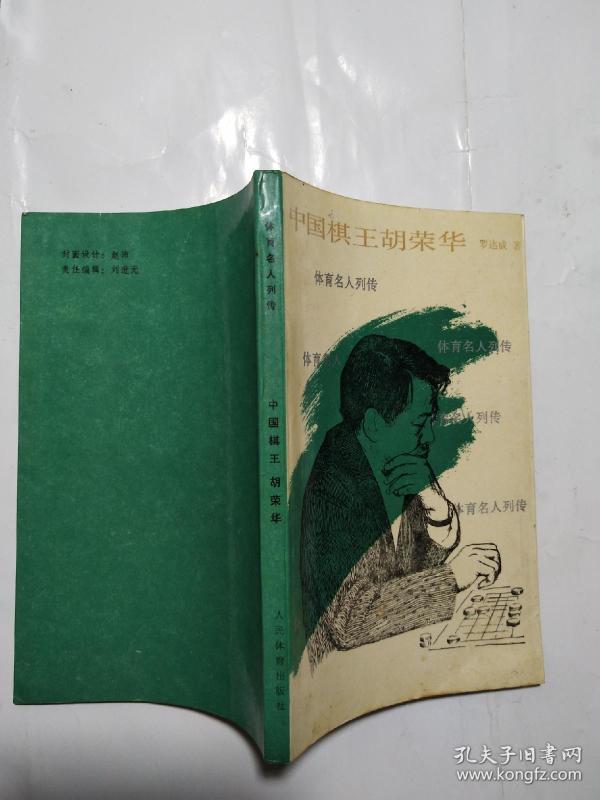 中国棋王胡荣华 罗达成 著
体育名人列传
体育名人
体育名人列传
名人列传
体育名人列传
体育名人列传
中国棋王 胡荣华
人民体育出版社
封面设计：赵沛
责任编辑：刘进元
孔夫子旧书网
www.kongfz.com